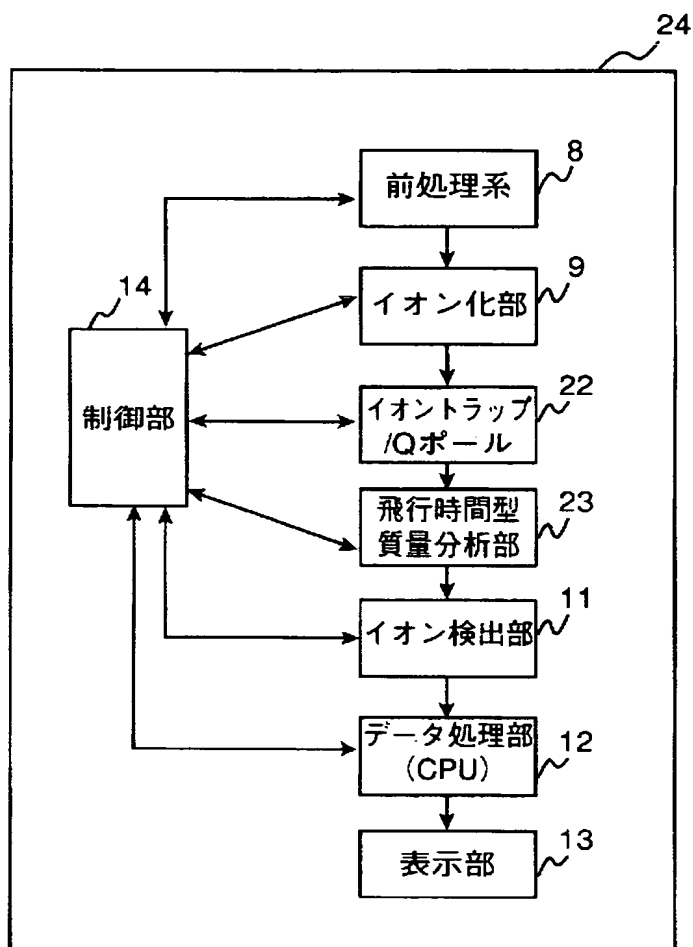 24
前処理系
8
イオン化部
9
14
制御部
イオントラップ
/Qポール
22
飛行時間型
質量分析部
23
イオン検出部
11
データ処理部
(CPU)
12
表示部
13